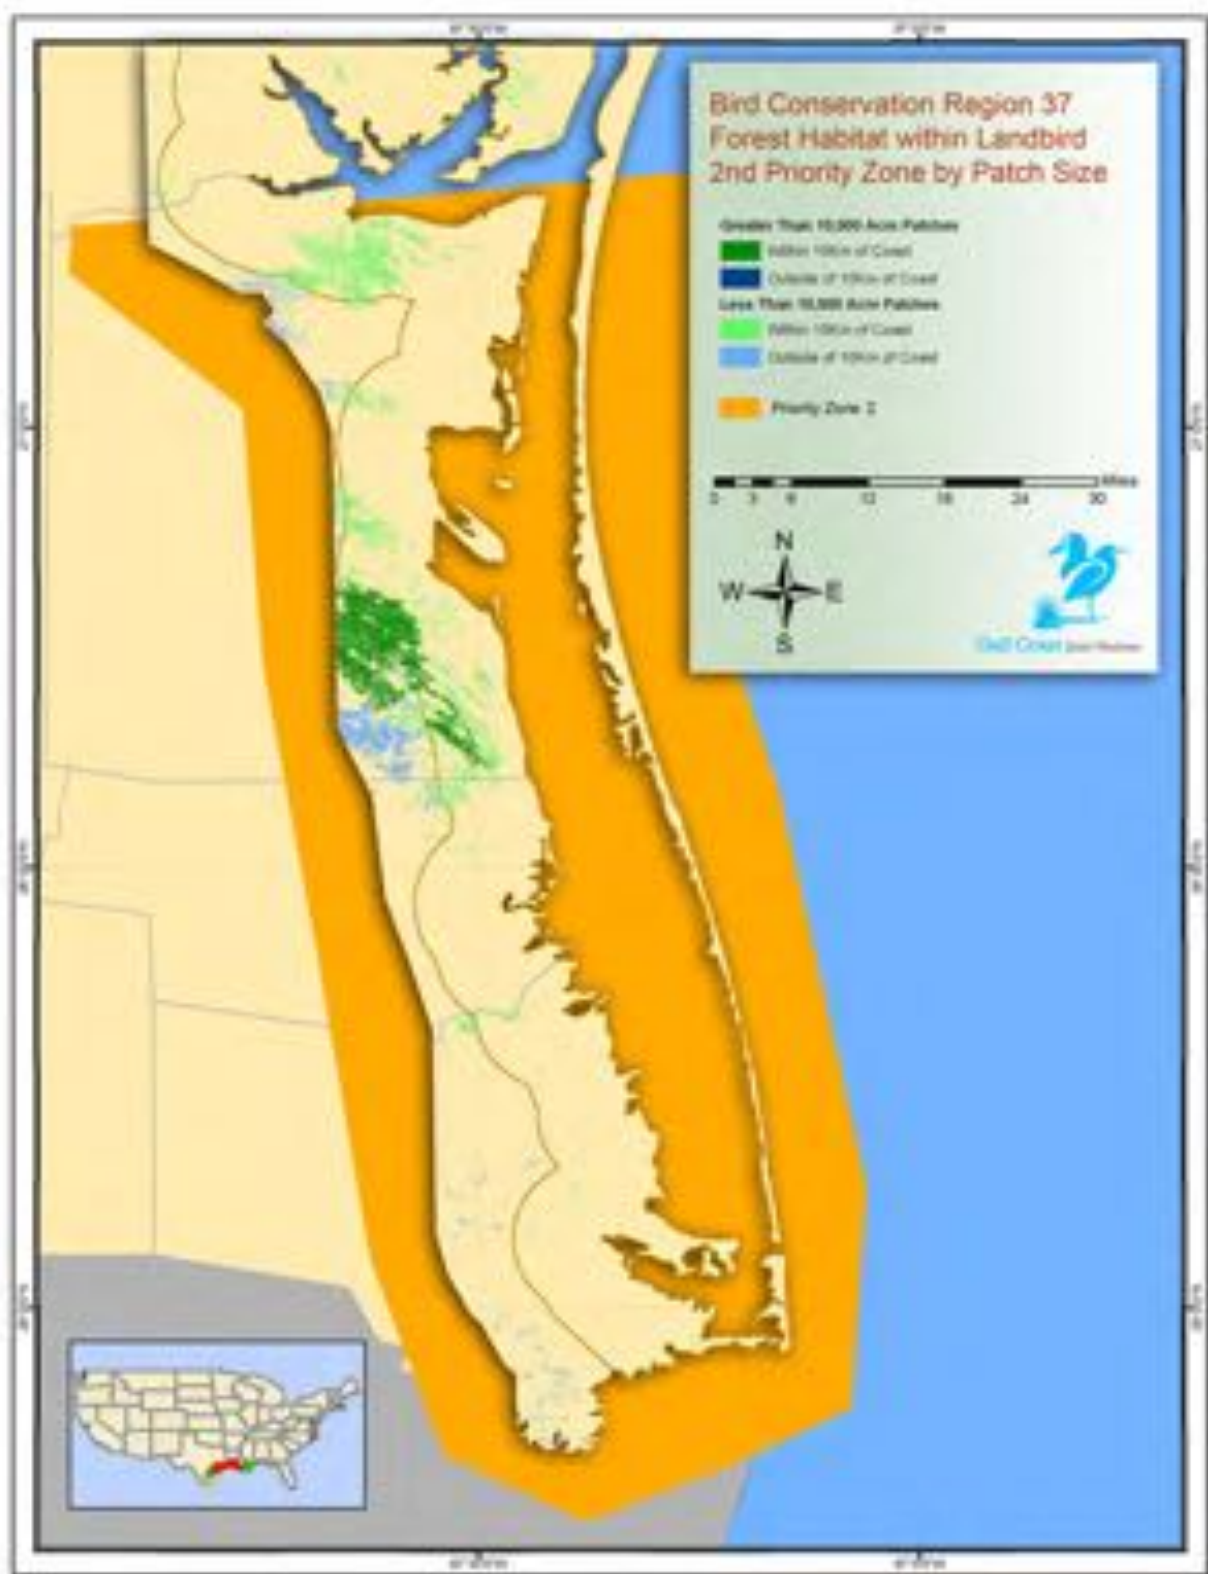 Bird Conservation Region 37
Forest Habitat within Landbird
2nd Priority Zone by Patch Size
Greater Than 10,000 Acre Patches
Within 10Km of Coast
Outside of 10Km of Coast
Less Than 10,000 Acre Patches
Within 10Km of Coast
Outside of 10Km of Coast
Priority Zone 2
Miles
0 3 6 12 18 24 30
N
W E
S
Gulf Coast Joint Venture